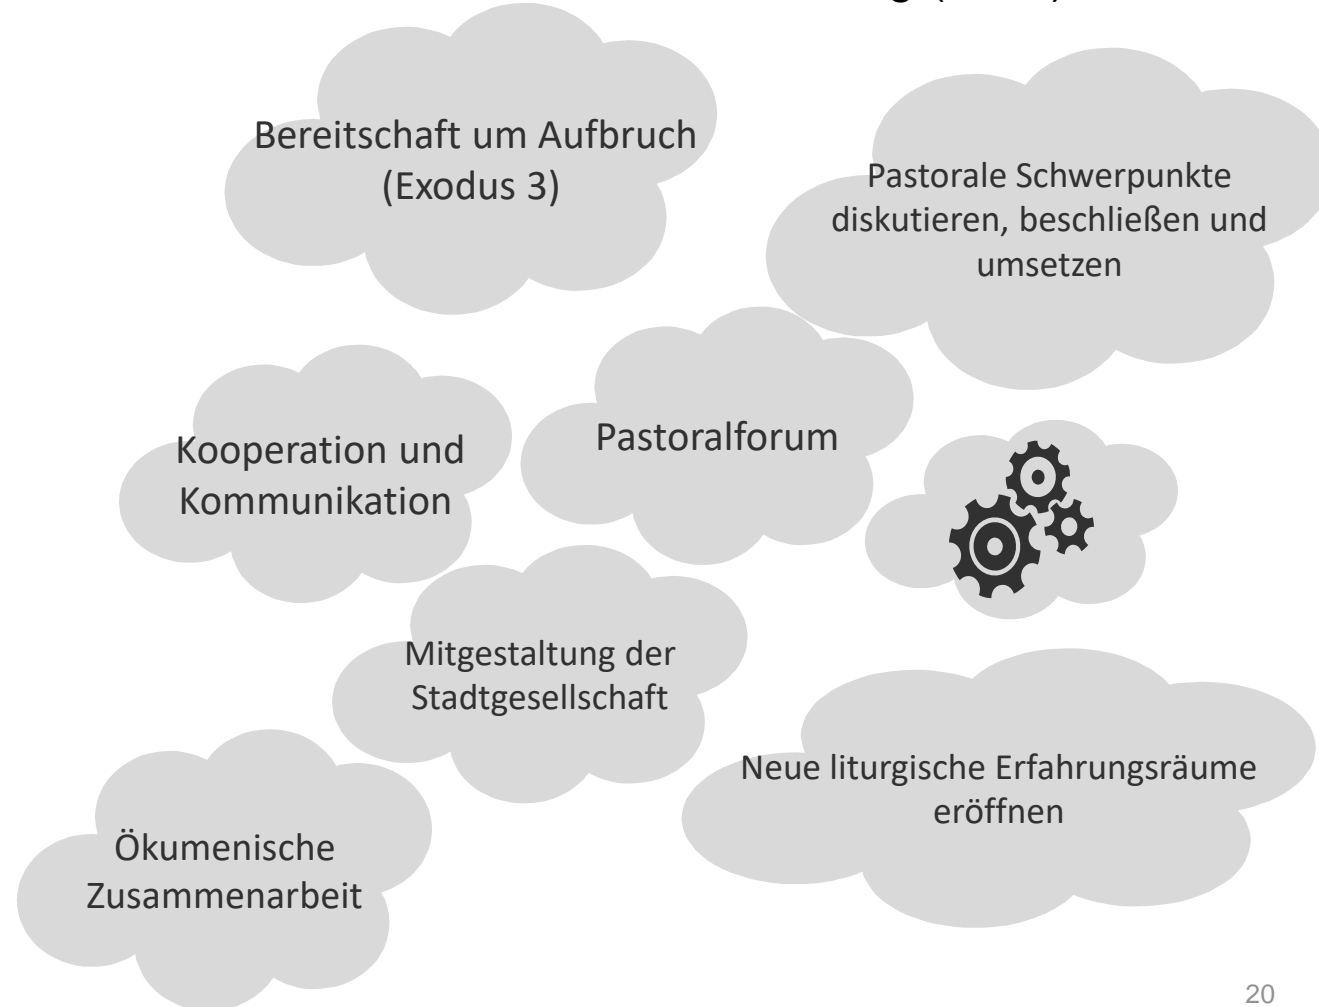 Bereitschaft um Aufbruch
(Exodus 3)
Pastorale Schwerpunkte
diskutieren, beschließen und
umsetzen
Pastoralforum
Kooperation und
Kommunikation
Mitgestaltung der
Stadtgesellschaft
Neue liturgische Erfahrungsräume
eröffnen
Ökumenische
Zusammenarbeit
20